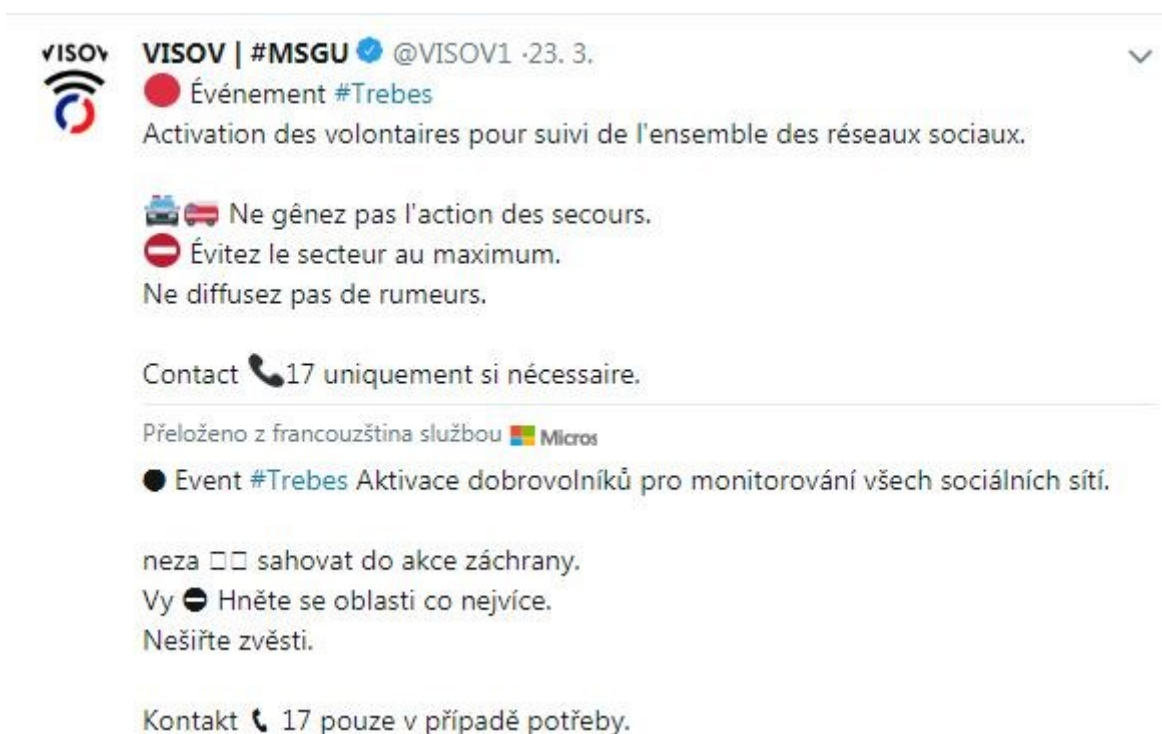 VISOV
VISOV | #MSGU @VISOV1 ·23. 3.
🔴 Événement #Trebes
Activation des volontaires pour suivi de l'ensemble des réseaux sociaux.
🚔🚒 Ne gênez pas l'action des secours.
⛔ Évitez le secteur au maximum.
Ne diffusez pas de rumeurs.
Contact 📞17 uniquement si nécessaire.
Přeloženo z francouzština službou Micros
⚫ Event #Trebes Aktivace dobrovolníků pro monitorování všech sociálních sítí.
neza □□ sahovat do akce záchrany.
Vy ⛔ Hněte se oblasti co nejvíce.
Nešiřte zvěsti.
Kontakt 📞 17 pouze v případě potřeby.